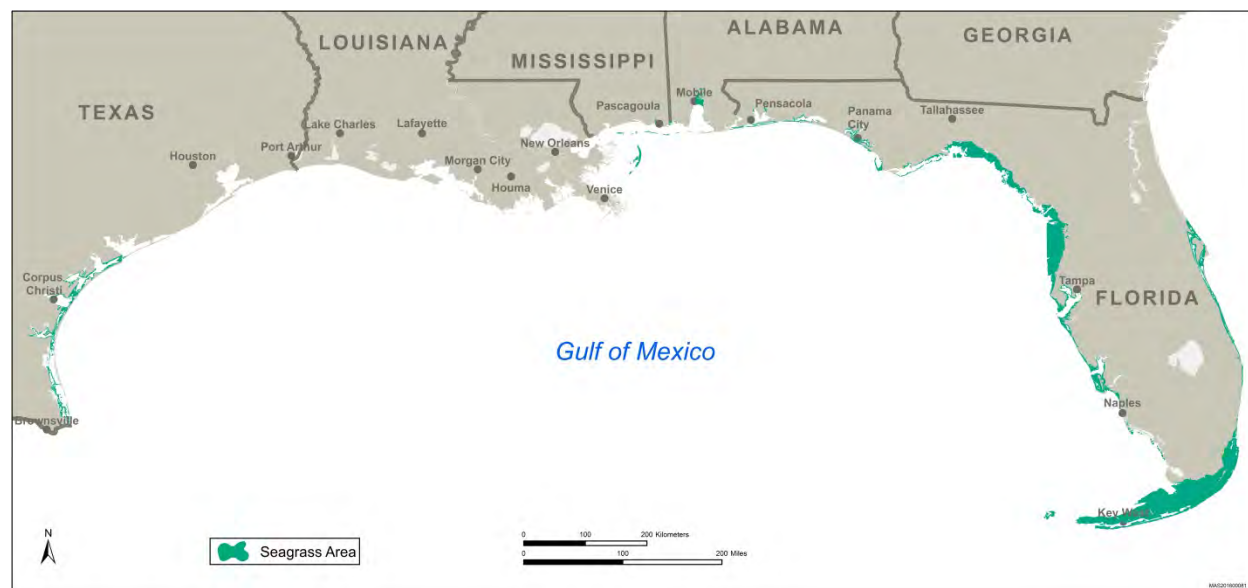 LOUISIANA
MISSISSIPPI
ALABAMA
GEORGIA
TEXAS
Mobile
Pascagoula
Pensacola
Panama
City
Tallahassee
Lake Charles
Lafayette
New Orleans
Houston
Port Arthur
Morgan City
Houma
Venice
Corpus
Christi
Tampa
FLORIDA
Gulf of Mexico
Naples
Brownsville
Key West
N
Seagrass Area
0 100 200 Kilometers
0 100 200 Miles
MAS201900081